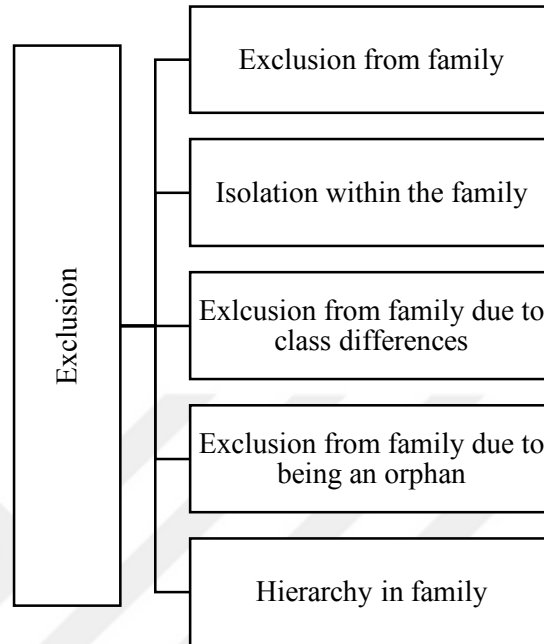 Exclusion
Exclusion from family
Isolation within the family
Exlcusion from family due to
class differences
Exclusion from family due to
being an orphan
Hierarchy in family